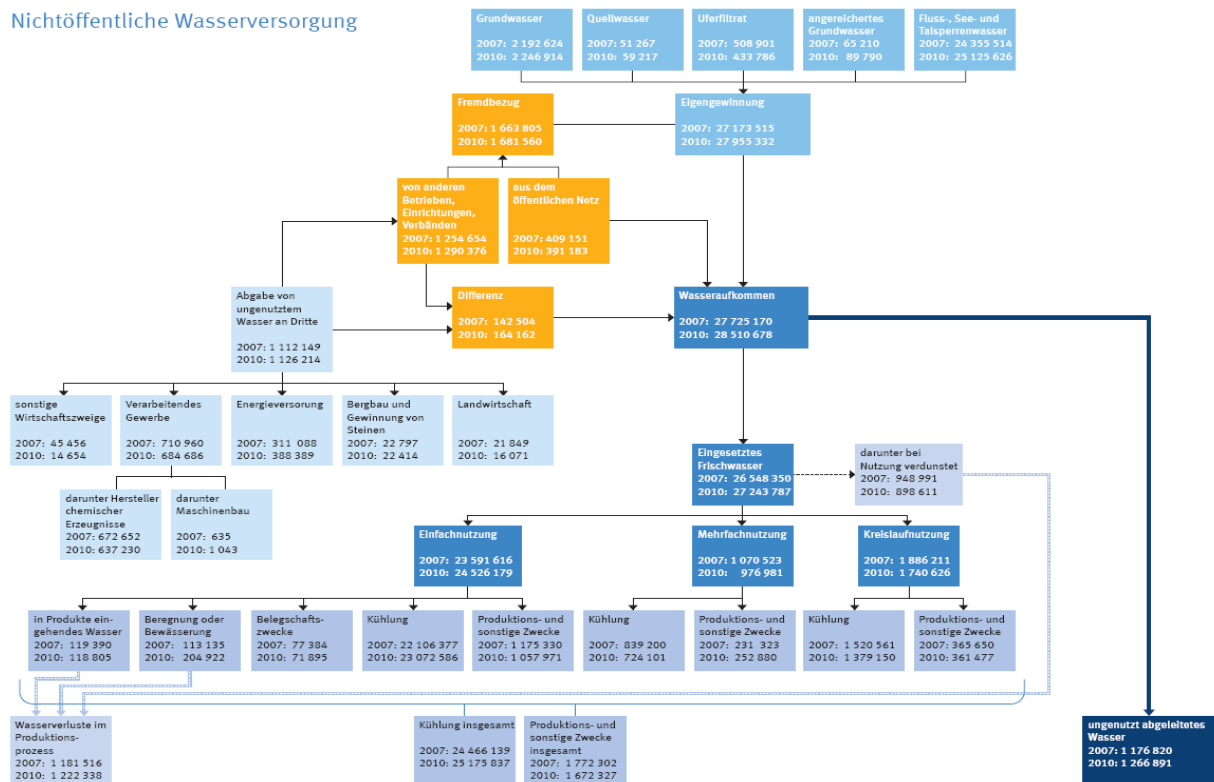 Nichtöffentliche Wasserversorgung
Grundwasser
2007: 2 192 624
2010: 2 246 914
Quellwasser
2007: 51 267
2010: 59 217
Uferfiltrat
2007: 508 901
2010: 433 786
angereichertes
Grundwasser
2007: 65 210
2010: 89 790
Fluss-, See- und
Talsperrenwasser
2007: 24 355 514
2010: 25 125 626
Fremdbezug
2007: 1 663 805
2010: 1 681 560
Eigengewinnung
2007: 27 173 515
2010: 27 955 332
von anderen
Betrieben,
Einrichtungen,
Verbänden
2007: 1 254 654
2010: 1 290 376
aus dem
öffentlichen Netz
2007: 409 151
2010: 391 183
Abgabe von
ungenutztem
Wasser an Dritte
2007: 1 112 149
2010: 1 126 214
Differenz
2007: 142 504
2010: 164 162
Wasseraufkommen
2007: 27 725 170
2010: 28 510 678
sonstige
Wirtschaftszweige
2007: 45 456
2010: 14 654
Verarbeitendes
Gewerbe
2007: 710 960
2010: 684 686
Energieversorung
2007: 311 088
2010: 388 389
Bergbau und
Gewinnung von
Steinen
2007: 22 797
2010: 22 414
Landwirtschaft
2007: 21 849
2010: 16 071
Eingesetztes
Frischwasser
2007: 26 548 350
2010: 27 243 787
darunter bei
Nutzung verdunstet
2007: 948 991
2010: 898 611
darunter Hersteller
chemischer
Erzeugnisse
2007: 672 652
2010: 637 230
darunter
Maschinenbau
2007: 635
2010: 1 043
Einfachnutzung
2007: 23 591 616
2010: 24 526 179
Mehrfachnutzung
2007: 1 070 523
2010: 976 981
Kreislaufnutzung
2007: 1 886 211
2010: 1 740 626
in Produkte ein-
gehendes Wasser
2007: 119 390
2010: 118 805
Beregnung oder
Bewässerung
2007: 113 135
2010: 204 922
Belegschafts-
zwecke
2007: 77 384
2010: 71 895
Kühlung
2007: 22 106 377
2010: 23 072 586
Produktions- und
sonstige Zwecke
2007: 1 175 330
2010: 1 057 971
Kühlung
2007: 839 200
2010: 724 101
Produktions- und
sonstige Zwecke
2007: 231 323
2010: 252 880
Kühlung
2007: 1 520 561
2010: 1 379 150
Produktions- und
sonstige Zwecke
2007: 365 650
2010: 361 477
Wasserverluste im
Produktions-
prozess
2007: 1 181 516
2010: 1 222 338
Kühlung insgesamt
2007: 24 466 139
2010: 25 175 837
Produktions- und
sonstige Zwecke
insgesamt
2007: 1 772 302
2010: 1 672 327
ungenutzt abgeleitetes
Wasser
2007: 1 176 820
2010: 1 266 891